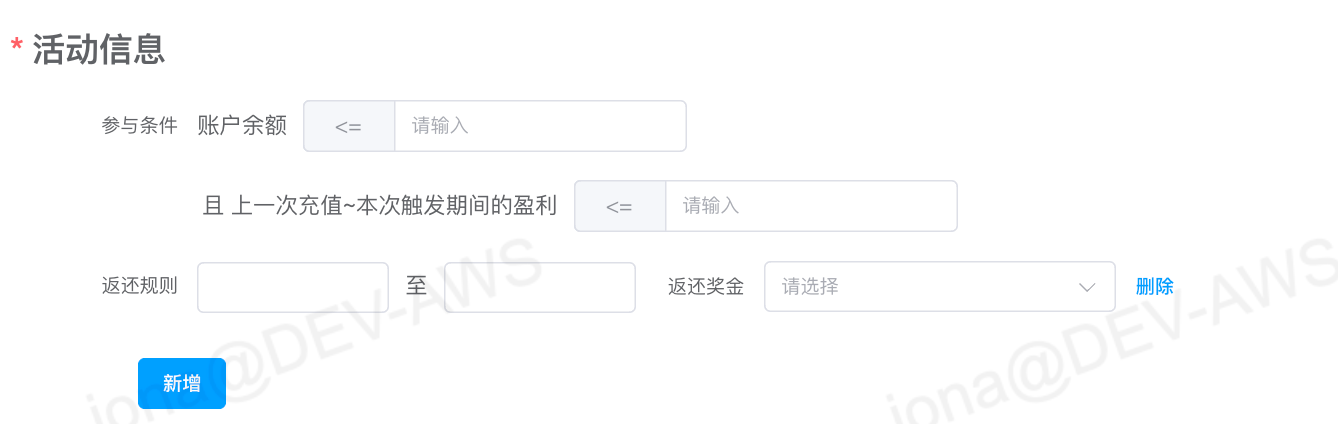 * 活动信息
参与条件 账户余额 <= 请输入
且 上一次充值~本次触发期间的盈利 <= 请输入
返还规则 至 返还奖金 请选择 删除
新增
jona@DEV-AWS
jona@DEV-AWS